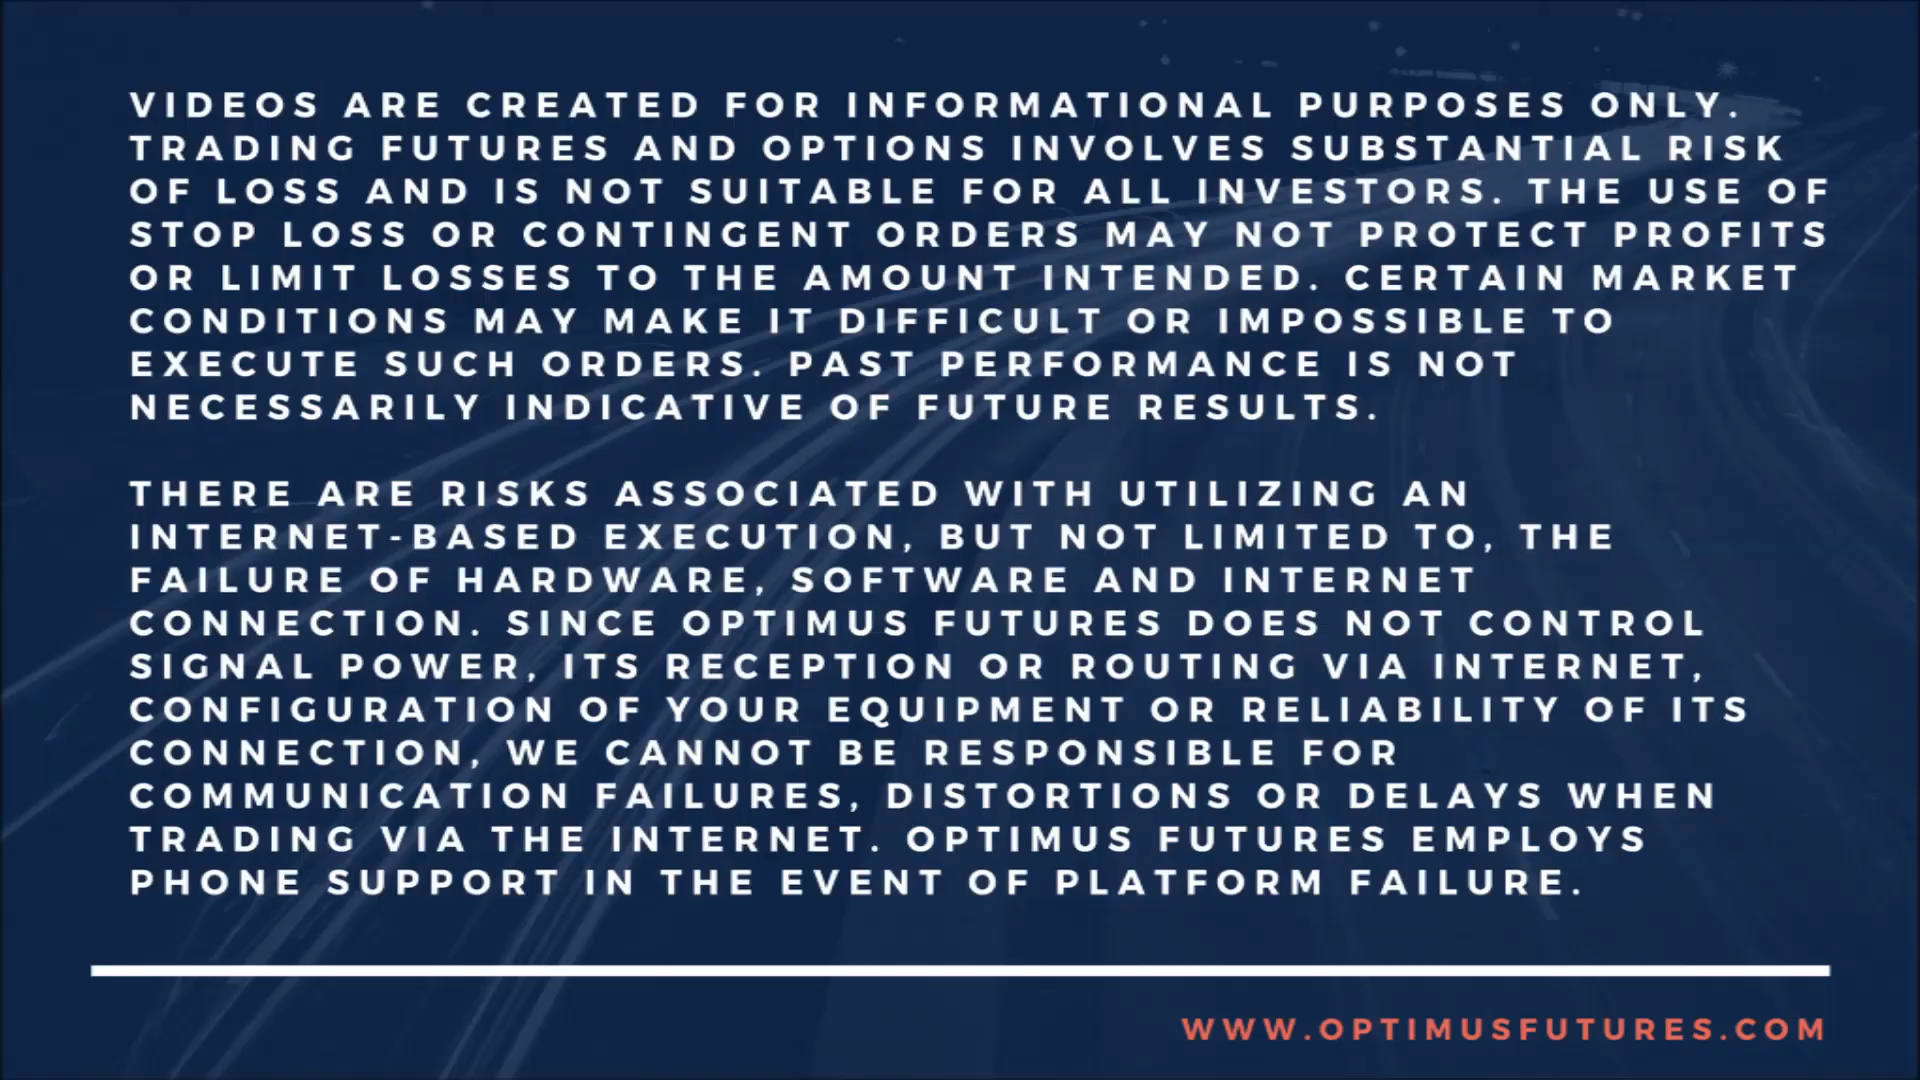 VIDEOS ARE CREATED FOR INFORMATIONAL PURPOSES ONLY.
TRADING FUTURES AND OPTIONS INVOLVES SUBSTANTIAL RISK
OF LOSS AND IS NOT SUITABLE FOR ALL INVESTORS. THE USE OF
STOP LOSS OR CONTINGENT ORDERS MAY NOT PROTECT PROFITS
OR LIMIT LOSSES TO THE AMOUNT INTENDED. CERTAIN MARKET
CONDITIONS MAY MAKE IT DIFFICULT OR IMPOSSIBLE TO
EXECUTE SUCH ORDERS. PAST PERFORMANCE IS NOT
NECESSARILY INDICATIVE OF FUTURE RESULTS.
THERE ARE RISKS ASSOCIATED WITH UTILIZING AN
INTERNET-BASED EXECUTION, BUT NOT LIMITED TO, THE
FAILURE OF HARDWARE, SOFTWARE AND INTERNET
CONNECTION. SINCE OPTIMUS FUTURES DOES NOT CONTROL
SIGNAL POWER, ITS RECEPTION OR ROUTING VIA INTERNET,
CONFIGURATION OF YOUR EQUIPMENT OR RELIABILITY OF ITS
CONNECTION, WE CANNOT BE RESPONSIBLE FOR
COMMUNICATION FAILURES, DISTORTIONS OR DELAYS WHEN
TRADING VIA THE INTERNET. OPTIMUS FUTURES EMPLOYS
PHONE SUPPORT IN THE EVENT OF PLATFORM FAILURE.
WWW.OPTIMUSFUTURES.COM